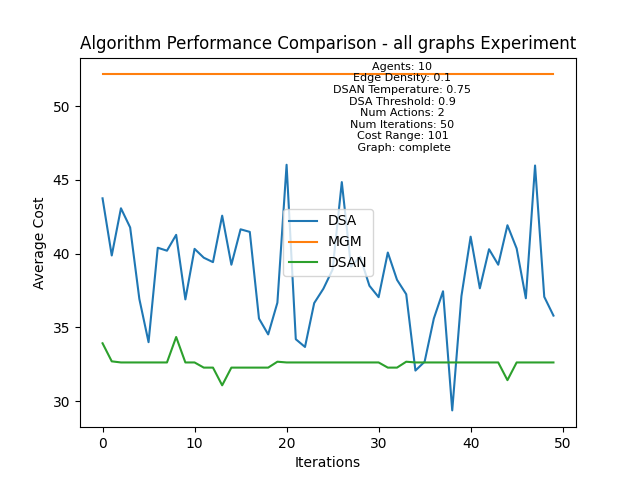 Algorithm Performance Comparison - all graphs Experiment
Agents: 10
Edge Density: 0.1
DSAN Temperature: 0.75
DSA Threshold: 0.9
Num Actions: 2
Num Iterations: 50
Cost Range: 101
Graph: complete
50
45
40
35
30
Average Cost
DSA
MGM
DSAN
0
10
20
30
40
50
Iterations